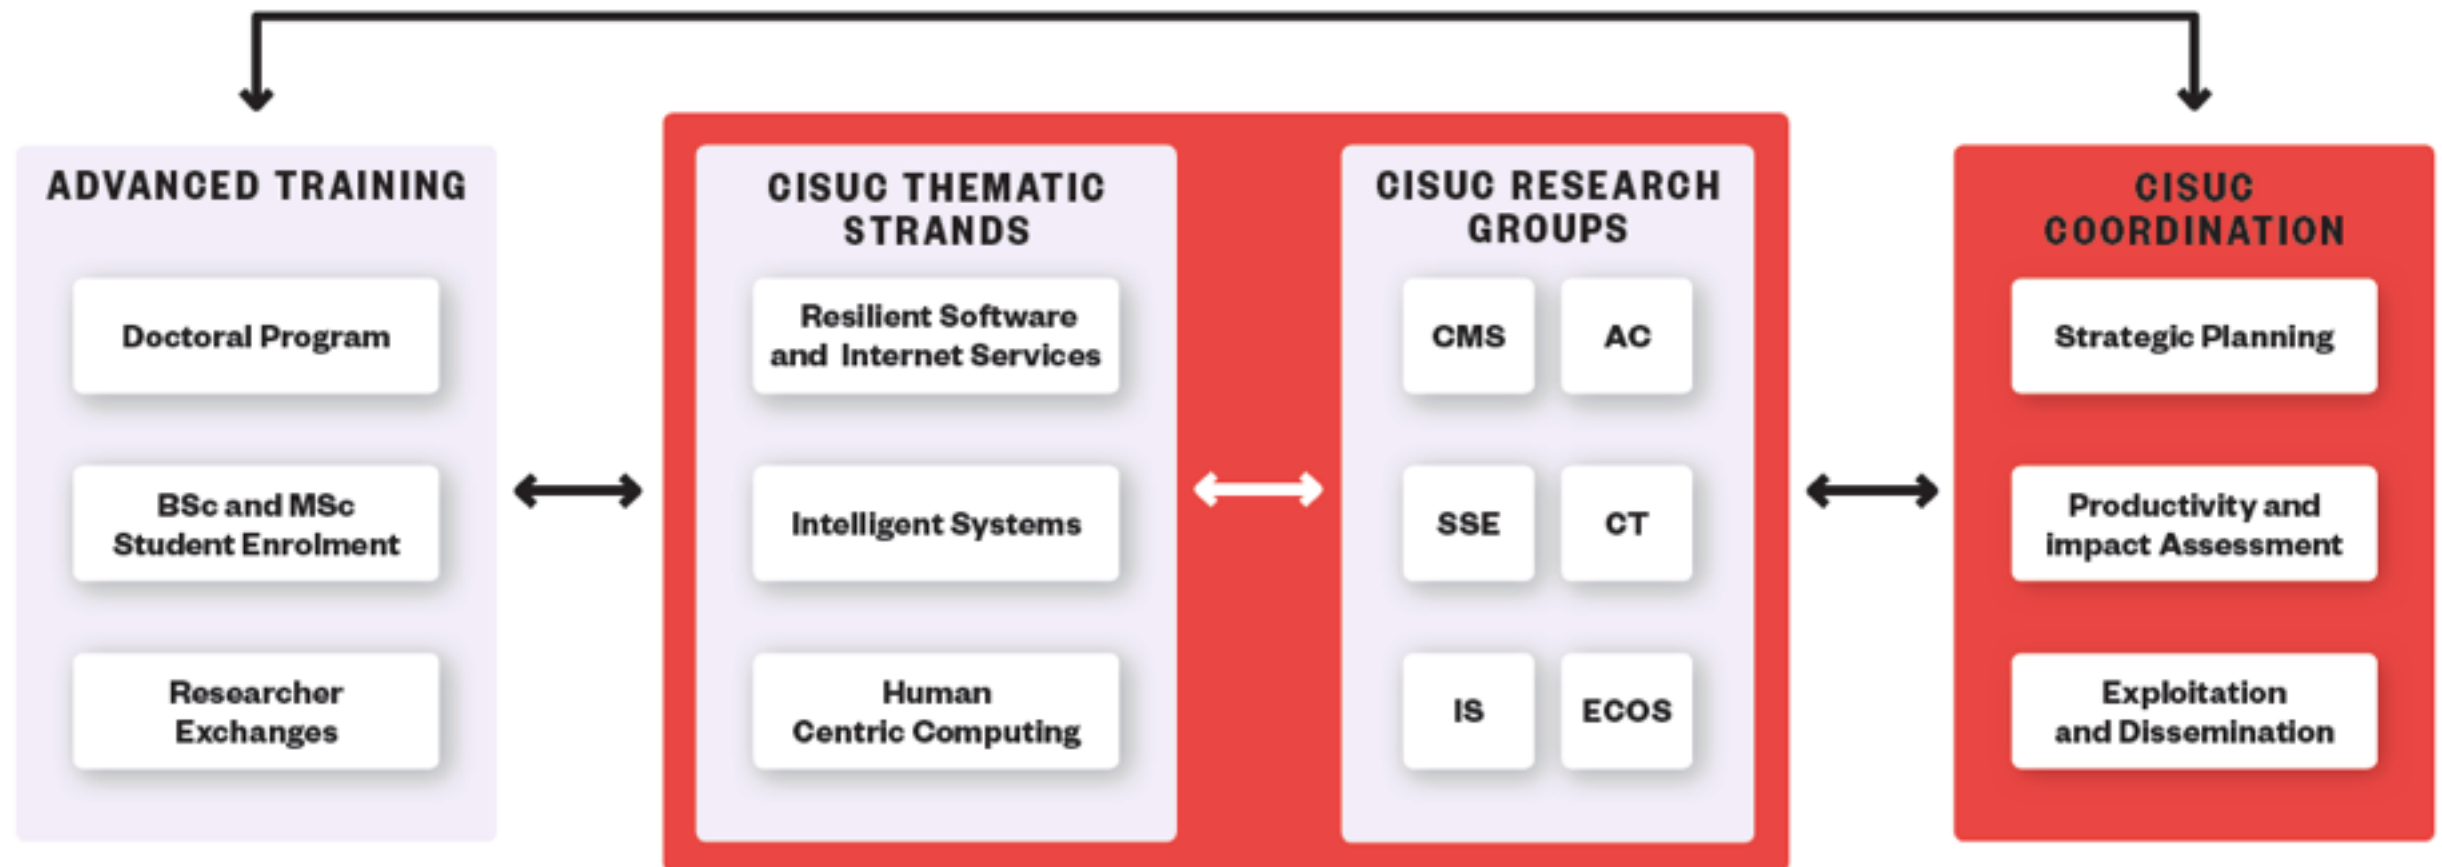 ADVANCED TRAINING
Doctoral Program
BSc and MSc
Student Enrolment
Researcher
Exchanges
CISUC THEMATIC
STRANDS
Resilient Software
and Internet Services
Intelligent Systems
Human
Centric Computing
CISUC RESEARCH
GROUPS
CMS
AC
SSE
CT
IS
ECOS
CISUC
COORDINATION
Strategic Planning
Productivity and
impact Assessment
Exploitation
and Dissemination